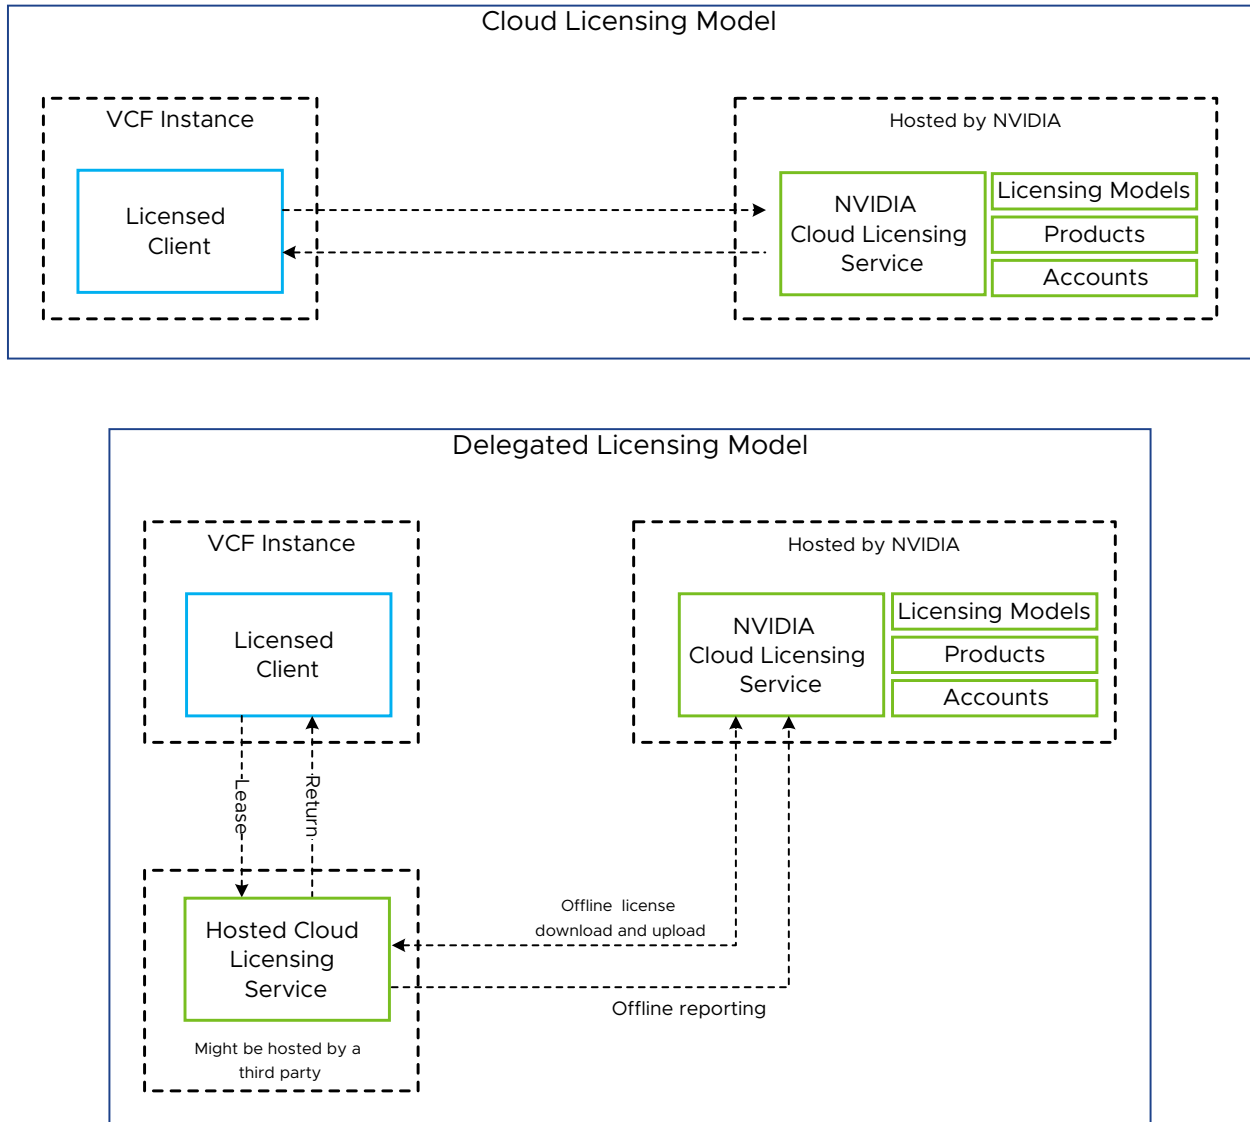 Cloud Licensing Model
VCF Instance
Licensed
Client
Hosted by NVIDIA
NVIDIA
Cloud Licensing
Service
Licensing Models
Products
Accounts
Delegated Licensing Model
VCF Instance
Licensed
Client
Hosted by NVIDIA
NVIDIA
Cloud Licensing
Service
Licensing Models
Products
Accounts
Lease
Return
Hosted Cloud
Licensing
Service
Might be hosted by a
third party
Offline license
download and upload
Offline reporting